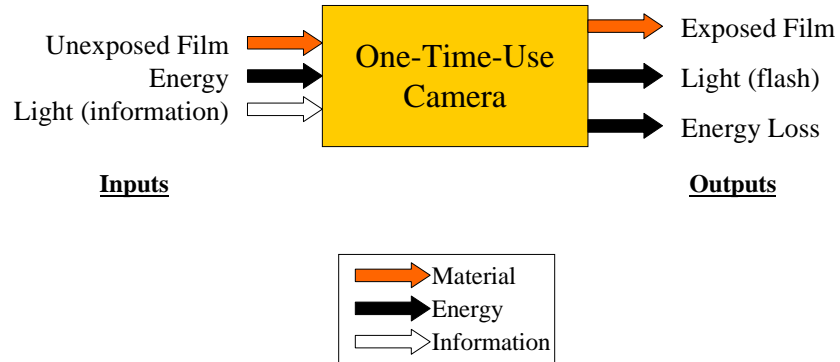 Unexposed Film
Energy
Light (information)
One-Time-Use
Camera
Exposed Film
Light (flash)
Energy Loss
Inputs
Outputs
Material
Energy
Information